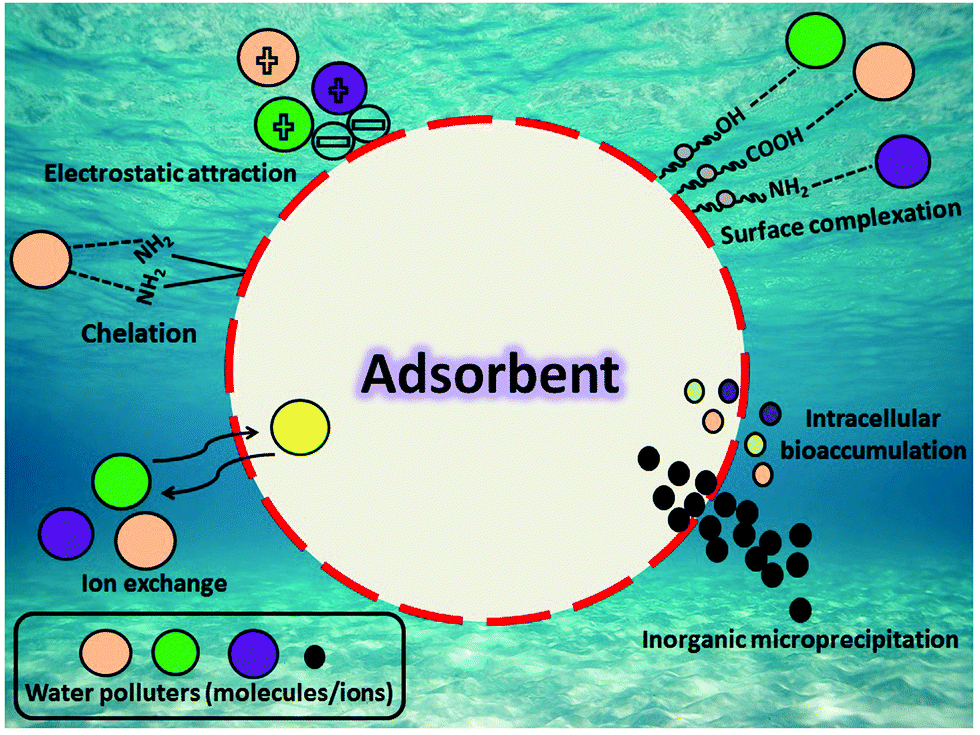 Electrostatic attraction
OH
COOH
NH₂
Surface complexation
NH₂
NH₂
Chelation
Adsorbent
Intracellular
bioaccumulation
Ion exchange
Inorganic microprecipitation
Water polluters (molecules/ions)